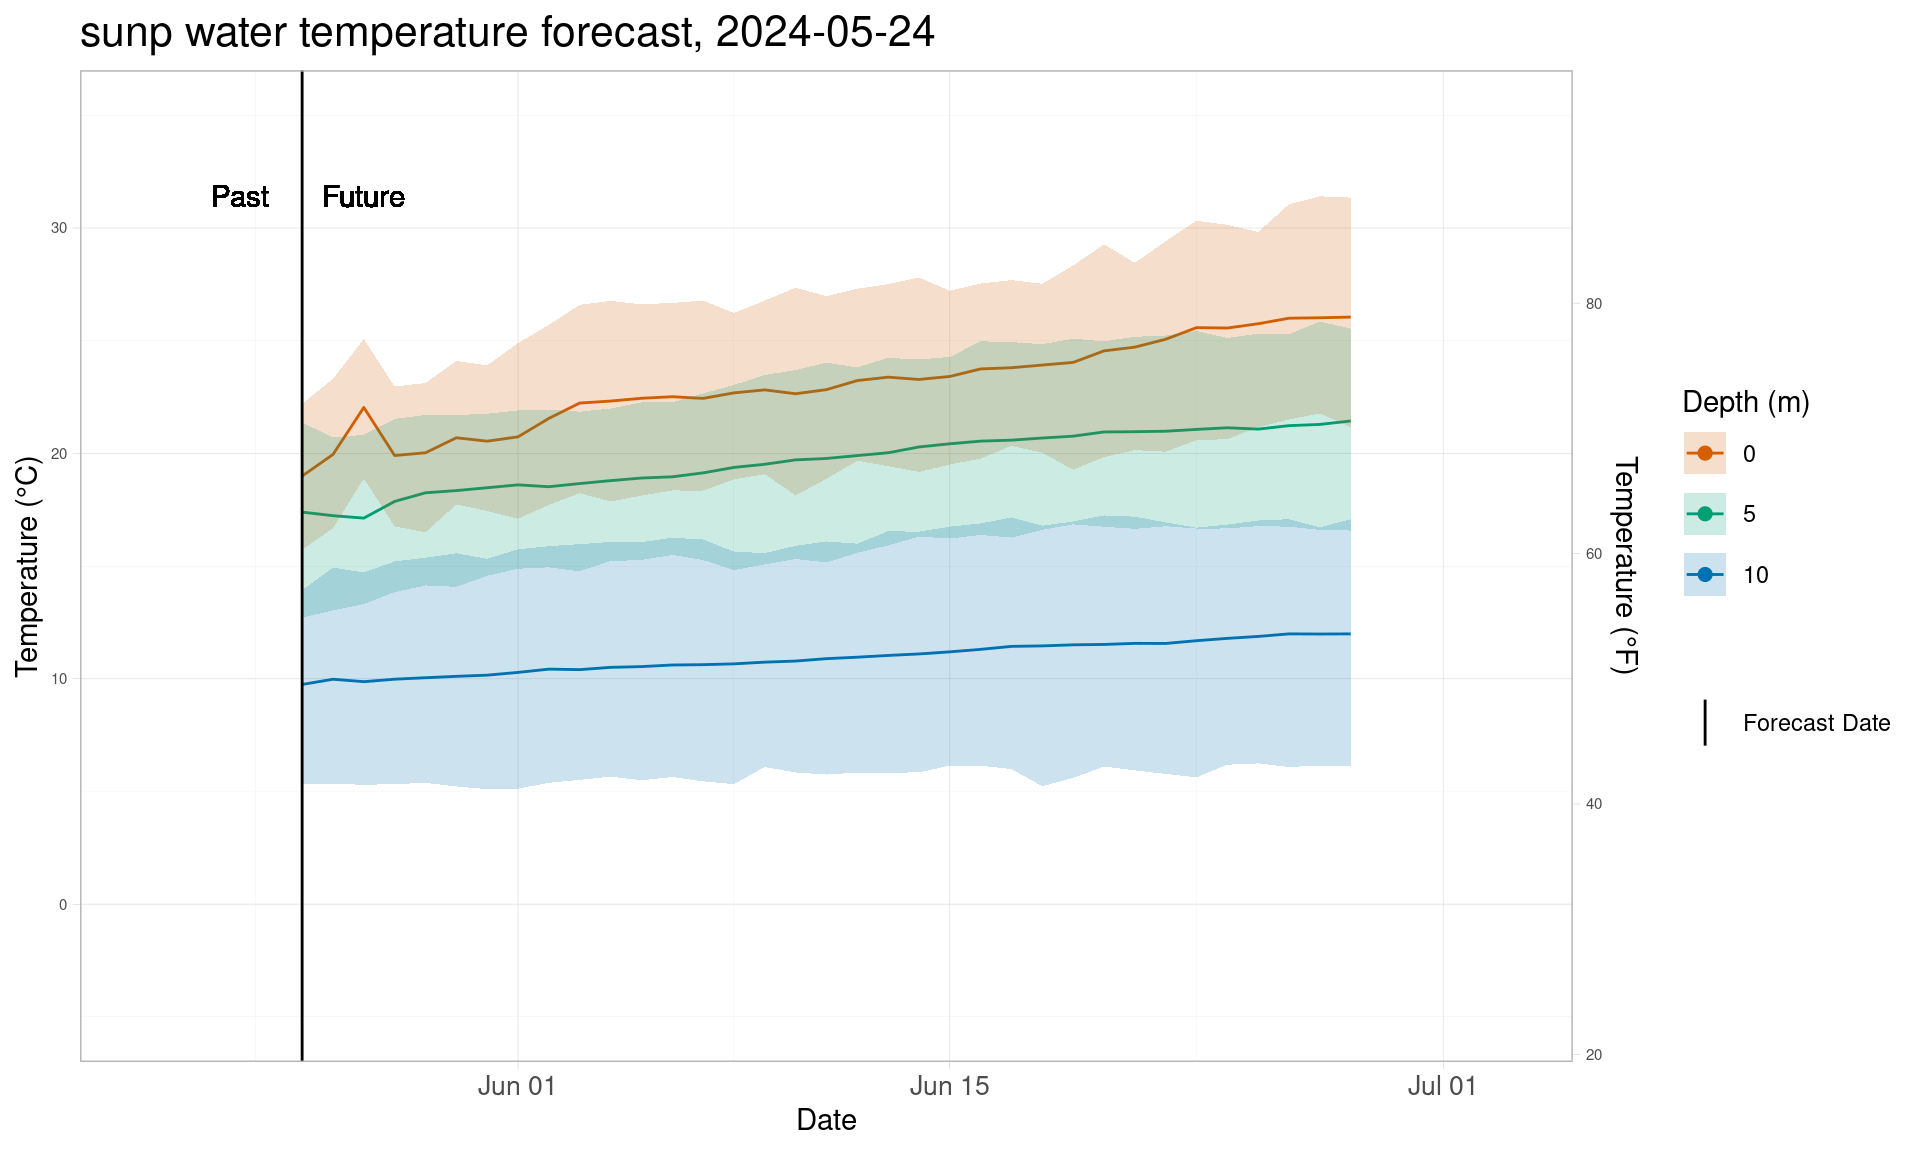 sunp water temperature forecast, 2024-05-24
Past
Future
30
20
10
0
Temperature (°C)
80
60
40
20
Temperature (°F)
Jun 01
Jun 15
Jul 01
Date
Depth (m)
0
5
10
Forecast Date